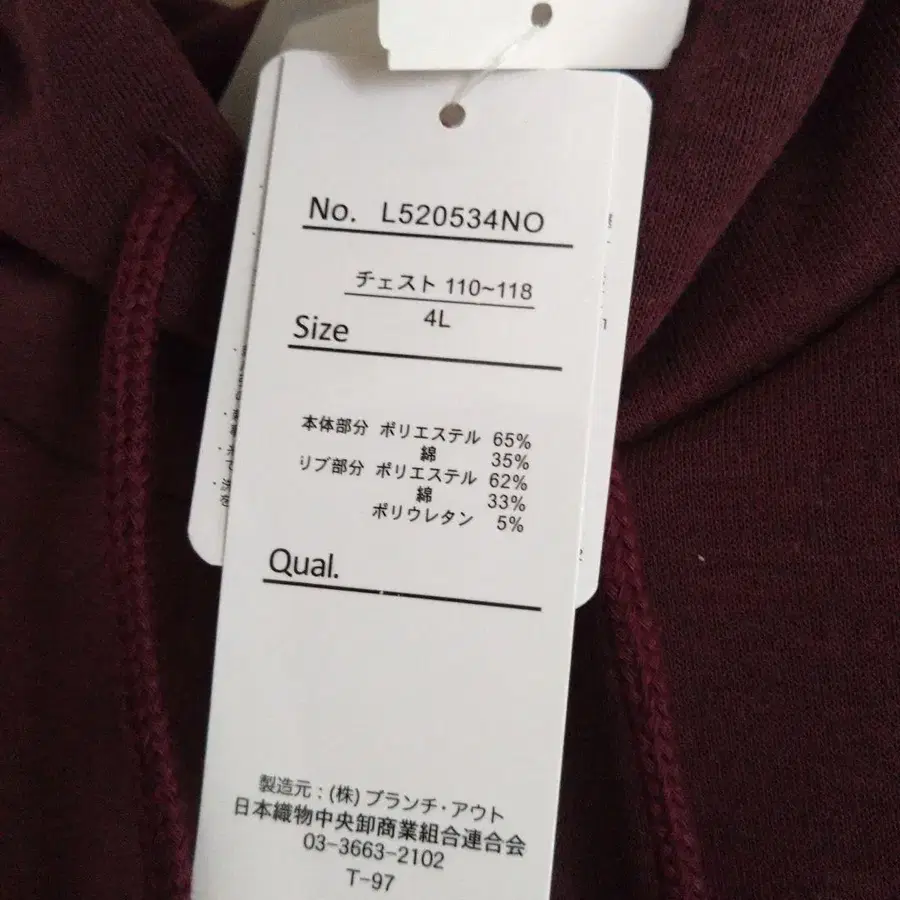 No. L520534NO
チェスト 110~118
4L
Size
本体部分 ポリエステル 65%
綿 35%
リブ部分 ポリエステル 62%
綿 33%
ポリウレタン 5%
Qual.
製造元:(株)ブランチ・アウト
日本織物中央卸商業組合連合会
03-3663-2102
T-97